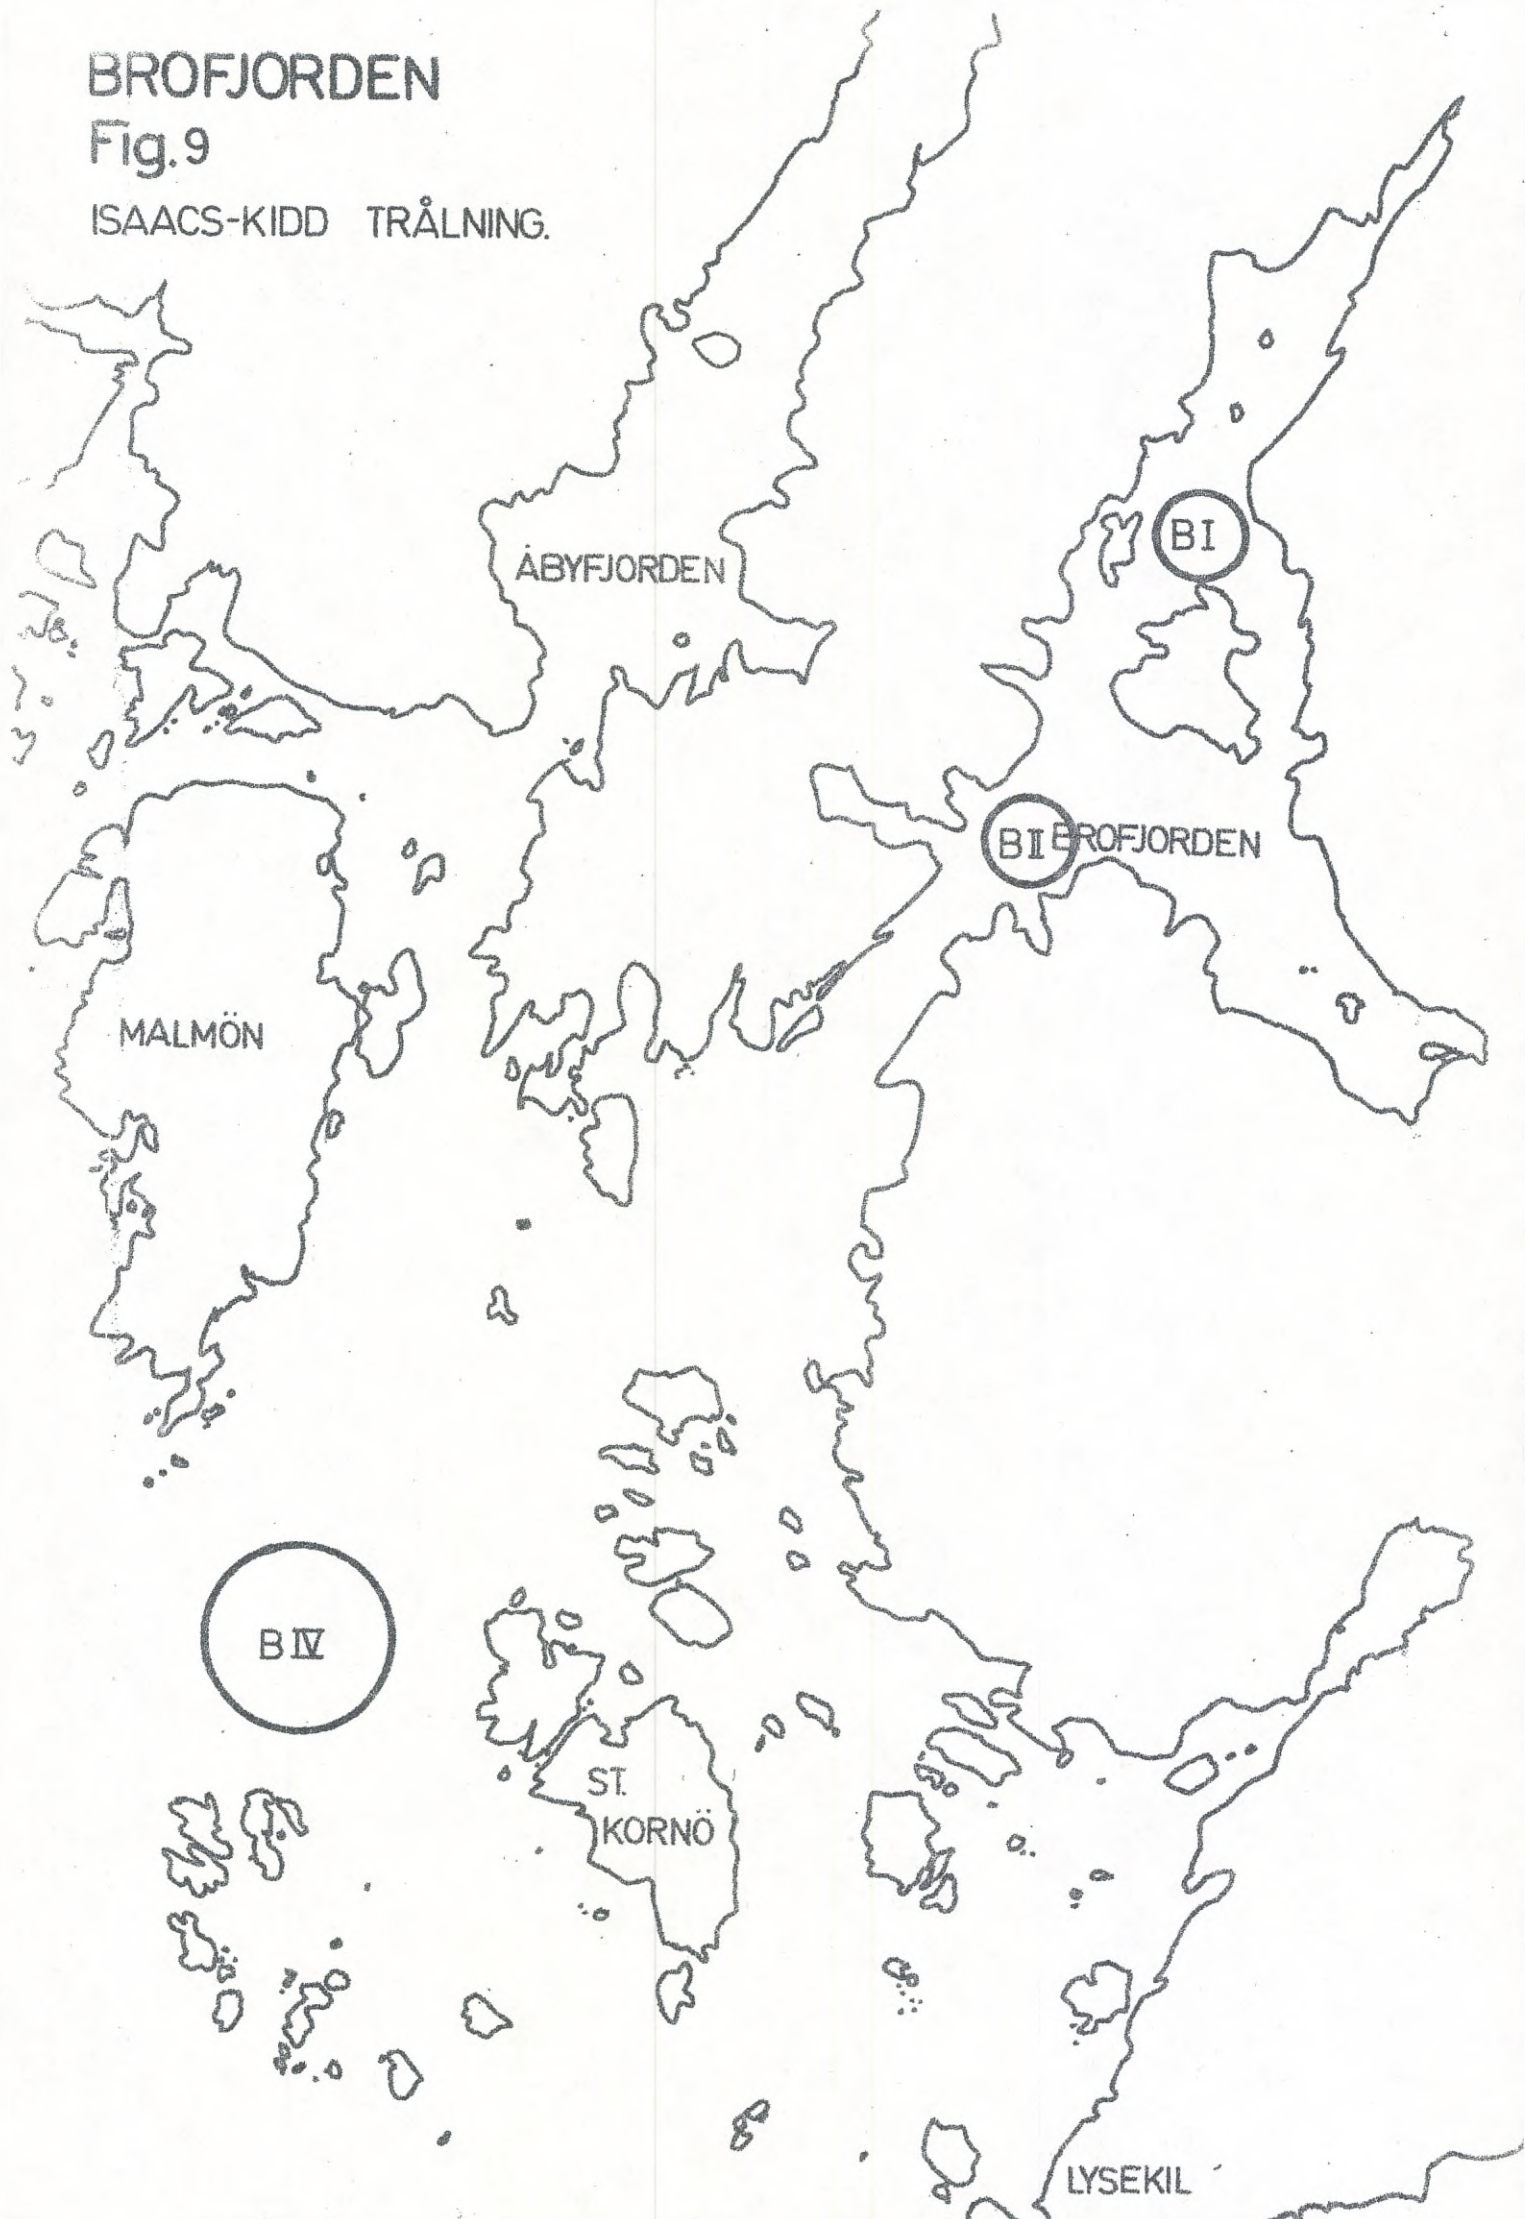 BROFJORDEN
Fig.9
ISAACS-KIDD TRÅLNING.
BI
ÅBYFJORDEN
BII BROFJORDEN
MALMÖN
BIV
ST.
KORNÖ
LYSEKIL